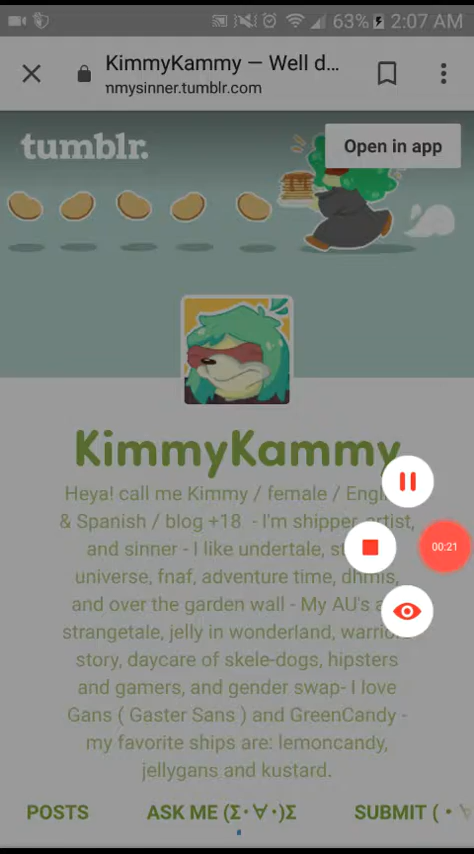 63% 2:07 AM
KimmyKammy — Well d...
nmysinner.tumblr.com
tumblr.
Open in app
KimmyKammy
Heya! call me Kimmy / female /
& Spanish / blog +18 - I'm shipper, artist,
and sinner - I like undertale,
universe, fnaf, adventure time, dhmis,
and over the garden wall - My AU's
strangetale, jelly in wonderland,
story, daycare of skele-dogs, hipsters
and gamers, and gender swap- I love
Gans ( Gaster Sans ) and GreenCandy -
my favorite ships are: lemoncandy,
jellygans and kustard.
00:21
POSTS ASK ME (Σ・∀・)Σ SUBMIT ( ・